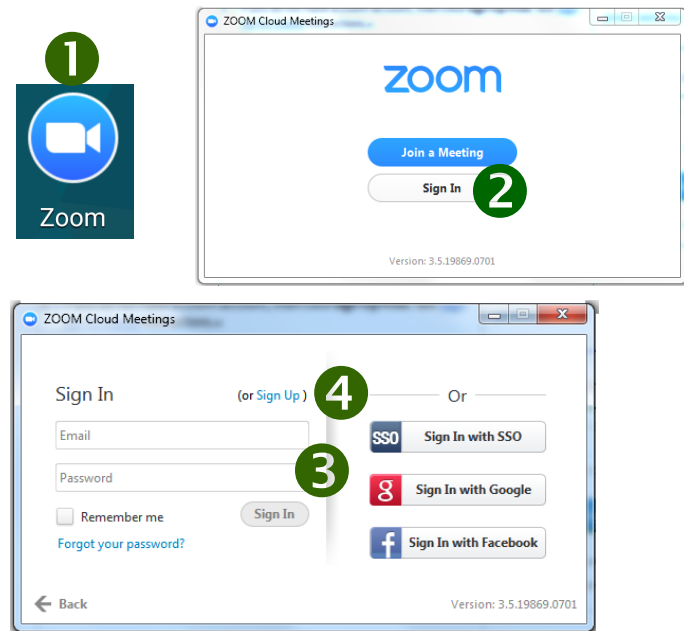 1
Zoom
ZOOM Cloud Meetings
zoom
Join a Meeting
Sign In
2
Version: 3.5.19869.0701
ZOOM Cloud Meetings
Sign In
(or Sign Up )
4
Or
Email
Password
3
Remember me
Sign In
Forgot your password?
SSO
Sign In with SSO
g
Sign In with Google
f
Sign In with Facebook
Back
Version: 3.5.19869.0701